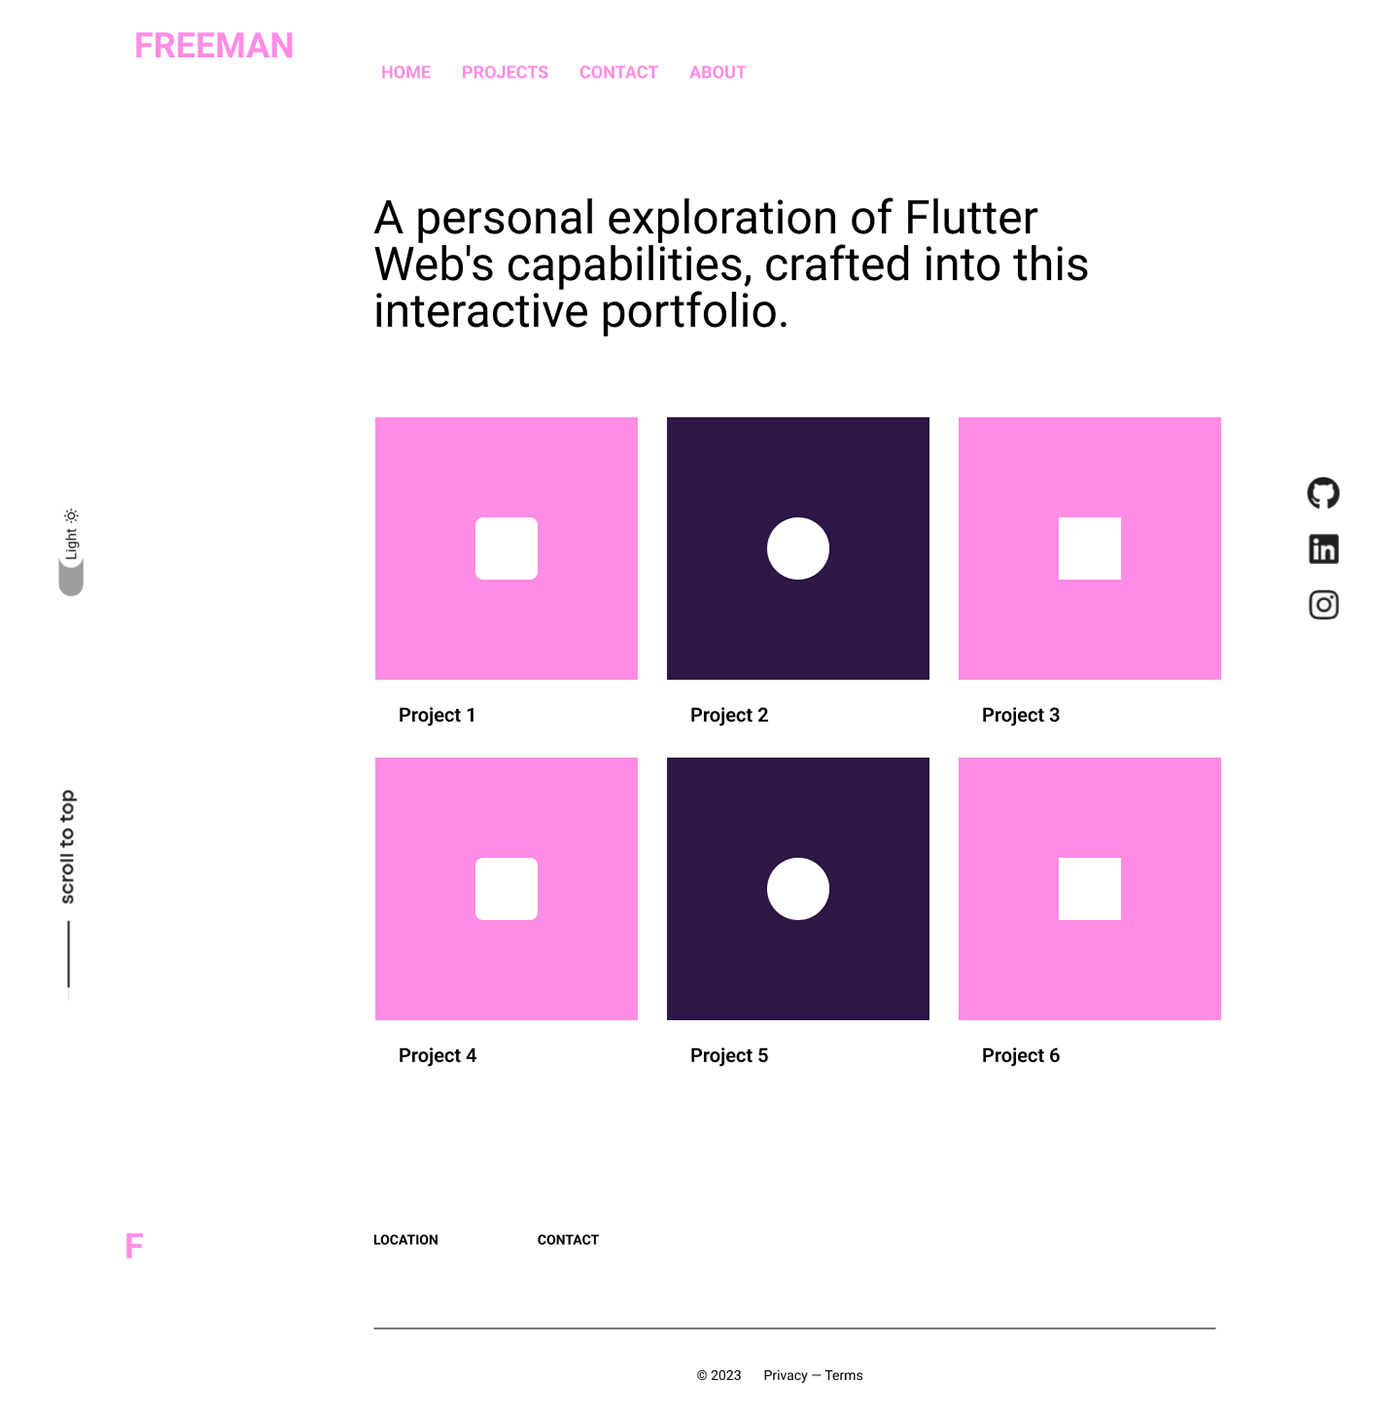 FREEMAN
HOME PROJECTS CONTACT ABOUT
A personal exploration of Flutter
Web's capabilities, crafted into this
interactive portfolio.
Light
in
Project 1
Project 2
Project 3
scroll to top
Project 4
Project 5
Project 6
F
LOCATION
CONTACT
© 2023 Privacy — Terms